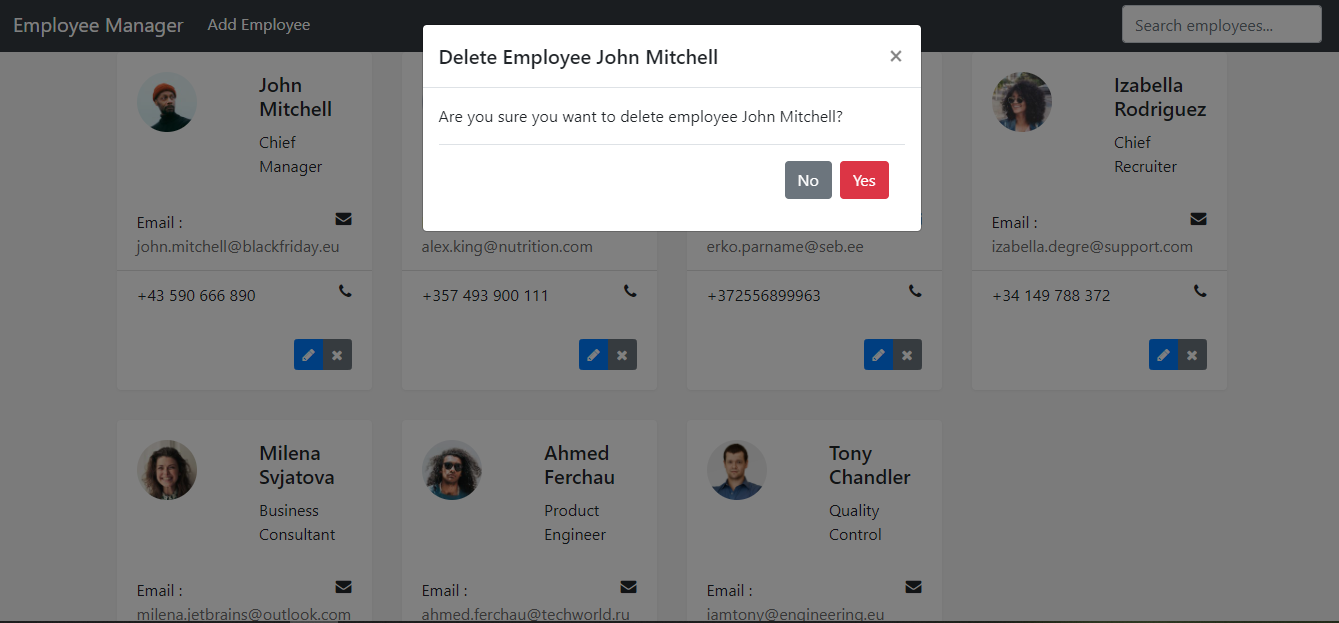 Employee Manager
Add Employee
Search employees...
Delete Employee John Mitchell
×
Are you sure you want to delete employee John Mitchell?
No
Yes
John
Mitchell
Chief
Manager
Email :
john.mitchell@blackfriday.eu
+43 590 666 890
alex.king@nutrition.com
+357 493 900 111
erko.parname@seb.ee
+372556899963
Izabella
Rodriguez
Chief
Recruiter
Email :
izabella.degre@support.com
+34 149 788 372
Milena
Svjatova
Business
Consultant
Email :
milena.jetbrains@outlook.com
Ahmed
Ferchau
Product
Engineer
Email :
ahmed.ferchau@techworld.ru
Tony
Chandler
Quality
Control
Email :
iamtony@engineering.eu